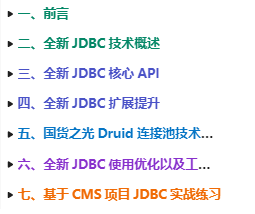 一、前言
二、全新 JDBC 技术概述
三、全新 JDBC 核心 API
四、全新 JDBC 扩展提升
五、国货之光 Druid 连接池技术...
六、全新 JDBC 使用优化以及工...
七、基于 CMS 项目 JDBC 实战练习